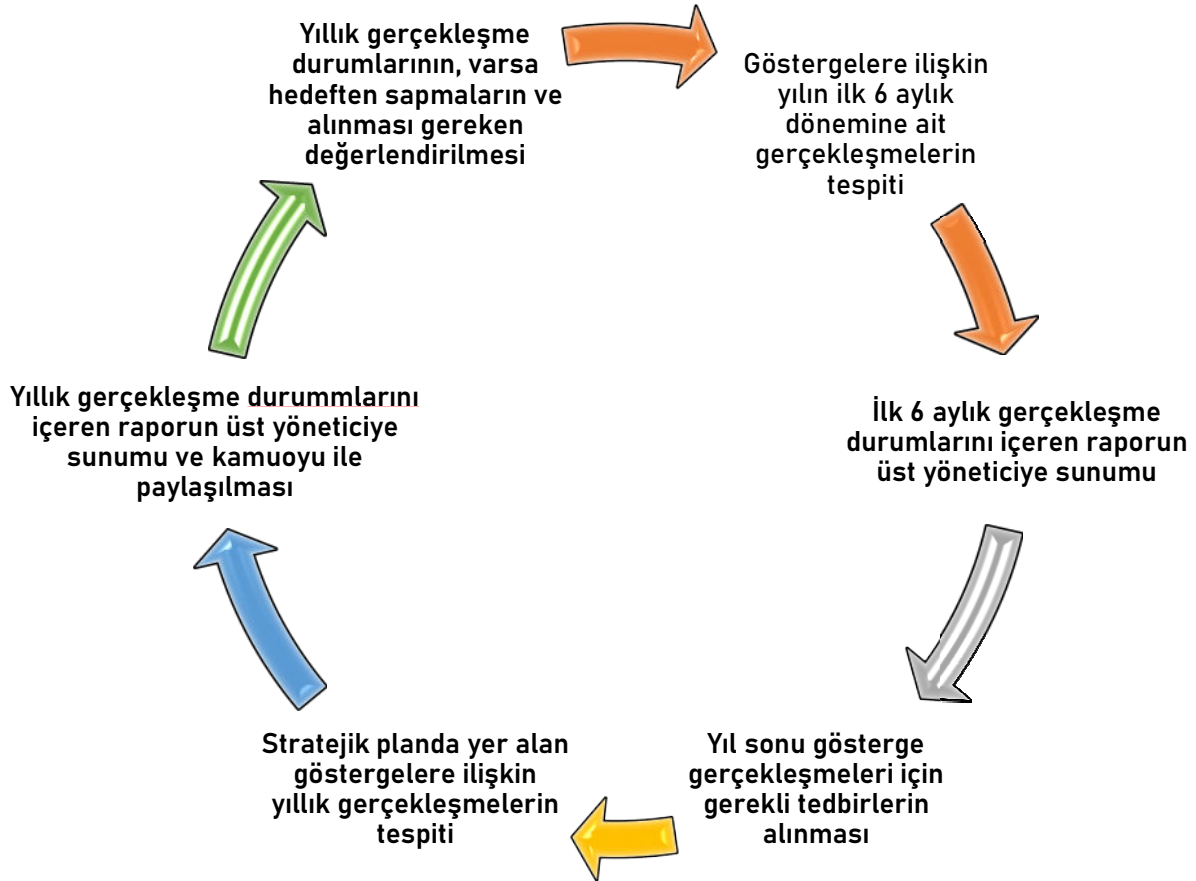 Yıllık gerçekleşme
durumlarının, varsa
hedeften sapmaların ve
alınması gereken
değerlendirilmesi
Göstergelere ilişkin
yılın ilk 6 aylık
dönemine ait
gerçekleşmelerin
tespiti
İlk 6 aylık gerçekleşme
durumlarını içeren raporun
üst yöneticiye sunumu
Yıl sonu gösterge
gerçekleşmeleri için
gerekli tedbirlerin
alınması
Stratejik planda yer alan
göstergelere ilişkin
yıllık gerçekleşmelerin
tespiti
Yıllık gerçekleşme durummlarını
içeren raporun üst yöneticiye
sunumu ve kamuoyu ile
paylaşılması